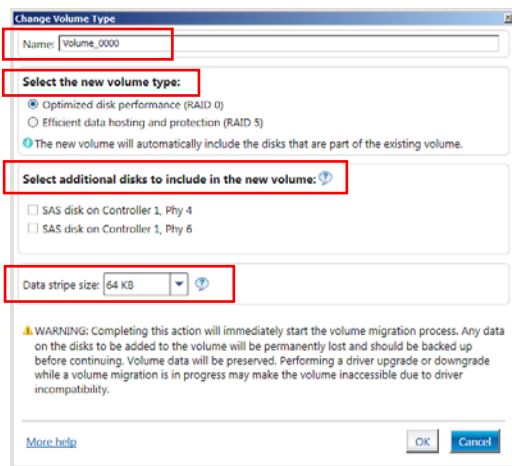 Change Volume Type
Name: Volume_0000
Select the new volume type:
Optimized disk performance (RAID 0)
Efficient data hosting and protection (RAID 5)
The new volume will automatically include the disks that are part of the existing volume.
Select additional disks to include in the new volume:
SAS disk on Controller 1, Phy 4
SAS disk on Controller 1, Phy 6
Data stripe size: 64 KB
WARNING: Completing this action will immediately start the volume migration process. Any data
on the disks to be added to the volume will be permanently lost and should be backed up
before continuing. Volume data will be preserved. Performing a driver upgrade or downgrade
while a volume migration is in progress may make the volume inaccessible due to driver
incompatibility.
More help
OK
Cancel